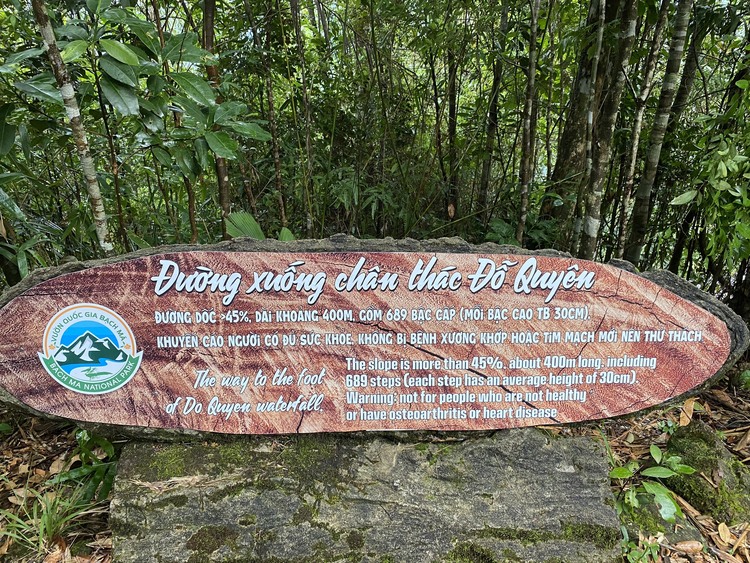 Đường xuống chân thác Đỗ Quyên
ĐƯỜNG DỐC >45%, DÀI KHOẢNG 400M, GỒM 689 BẬC CẤP (MỖI BẬC CAO TB 30CM).
KHUYẾN CÁO NGƯỜI CÓ ĐỦ SỨC KHỎE, KHÔNG BỊ BỆNH XƯƠNG KHỚP HOẶC TIM MẠCH MỚI NÊN THỬ THÁCH
VƯỜN QUỐC GIA BẠCH MÃ
BACH MA NATIONAL PARK
The way to the foot
of Do Quyen waterfall.
The slope is more than 45%, about 400m long, including
689 steps (each step has an average height of 30cm).
Warning: not for people who are not healthy
or have osteoarthritis or heart disease